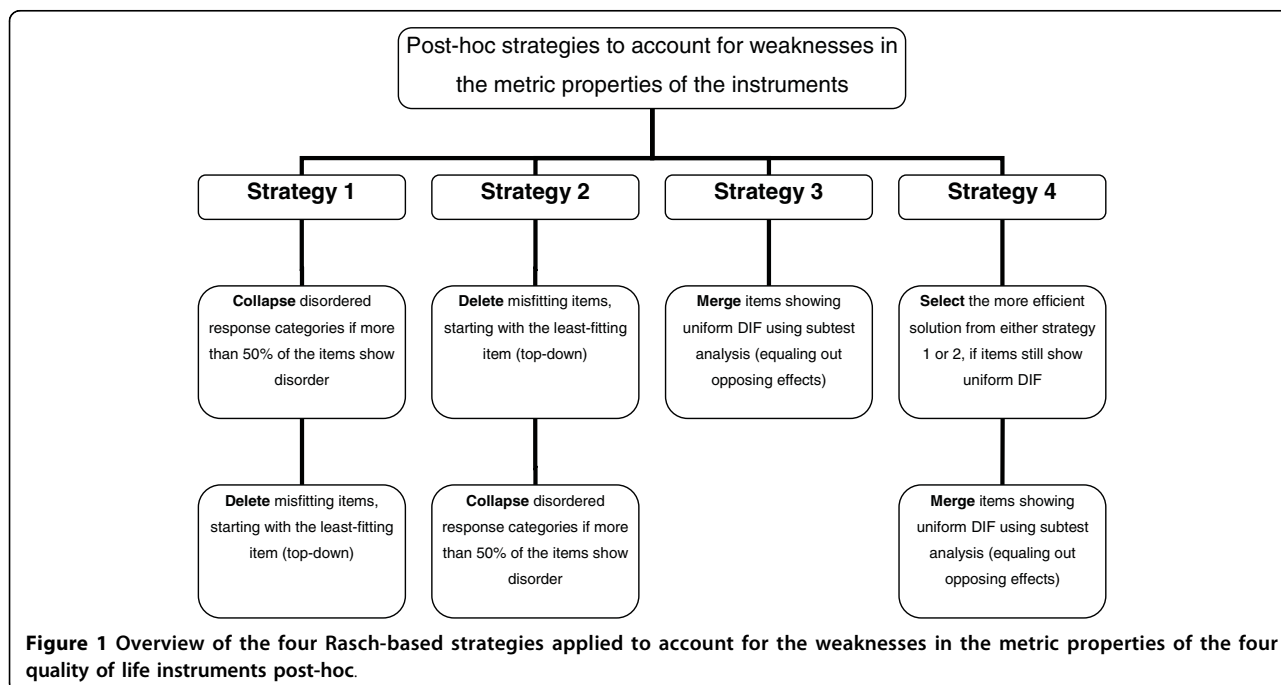 Post-hoc strategies to account for weaknesses in
the metric properties of the instruments
Strategy 1
Strategy 2
Strategy 3
Strategy 4
Collapse disordered
response categories if more
than 50% of the items show
disorder
Delete misfitting items,
starting with the least-fitting
item (top-down)
Merge items showing
uniform DIF using subtest
analysis (equaling out
opposing effects)
Select the more efficient
solution from either strategy
1 or 2, if items still show
uniform DIF
Delete misfitting items,
starting with the least-fitting
item (top-down)
Collapse disordered
response categories if more
than 50% of the items show
disorder
Merge items showing
uniform DIF using subtest
analysis (equaling out
opposing effects)
Figure 1 Overview of the four Rasch-based strategies applied to account for the weaknesses in the metric properties of the four
quality of life instruments post-hoc.